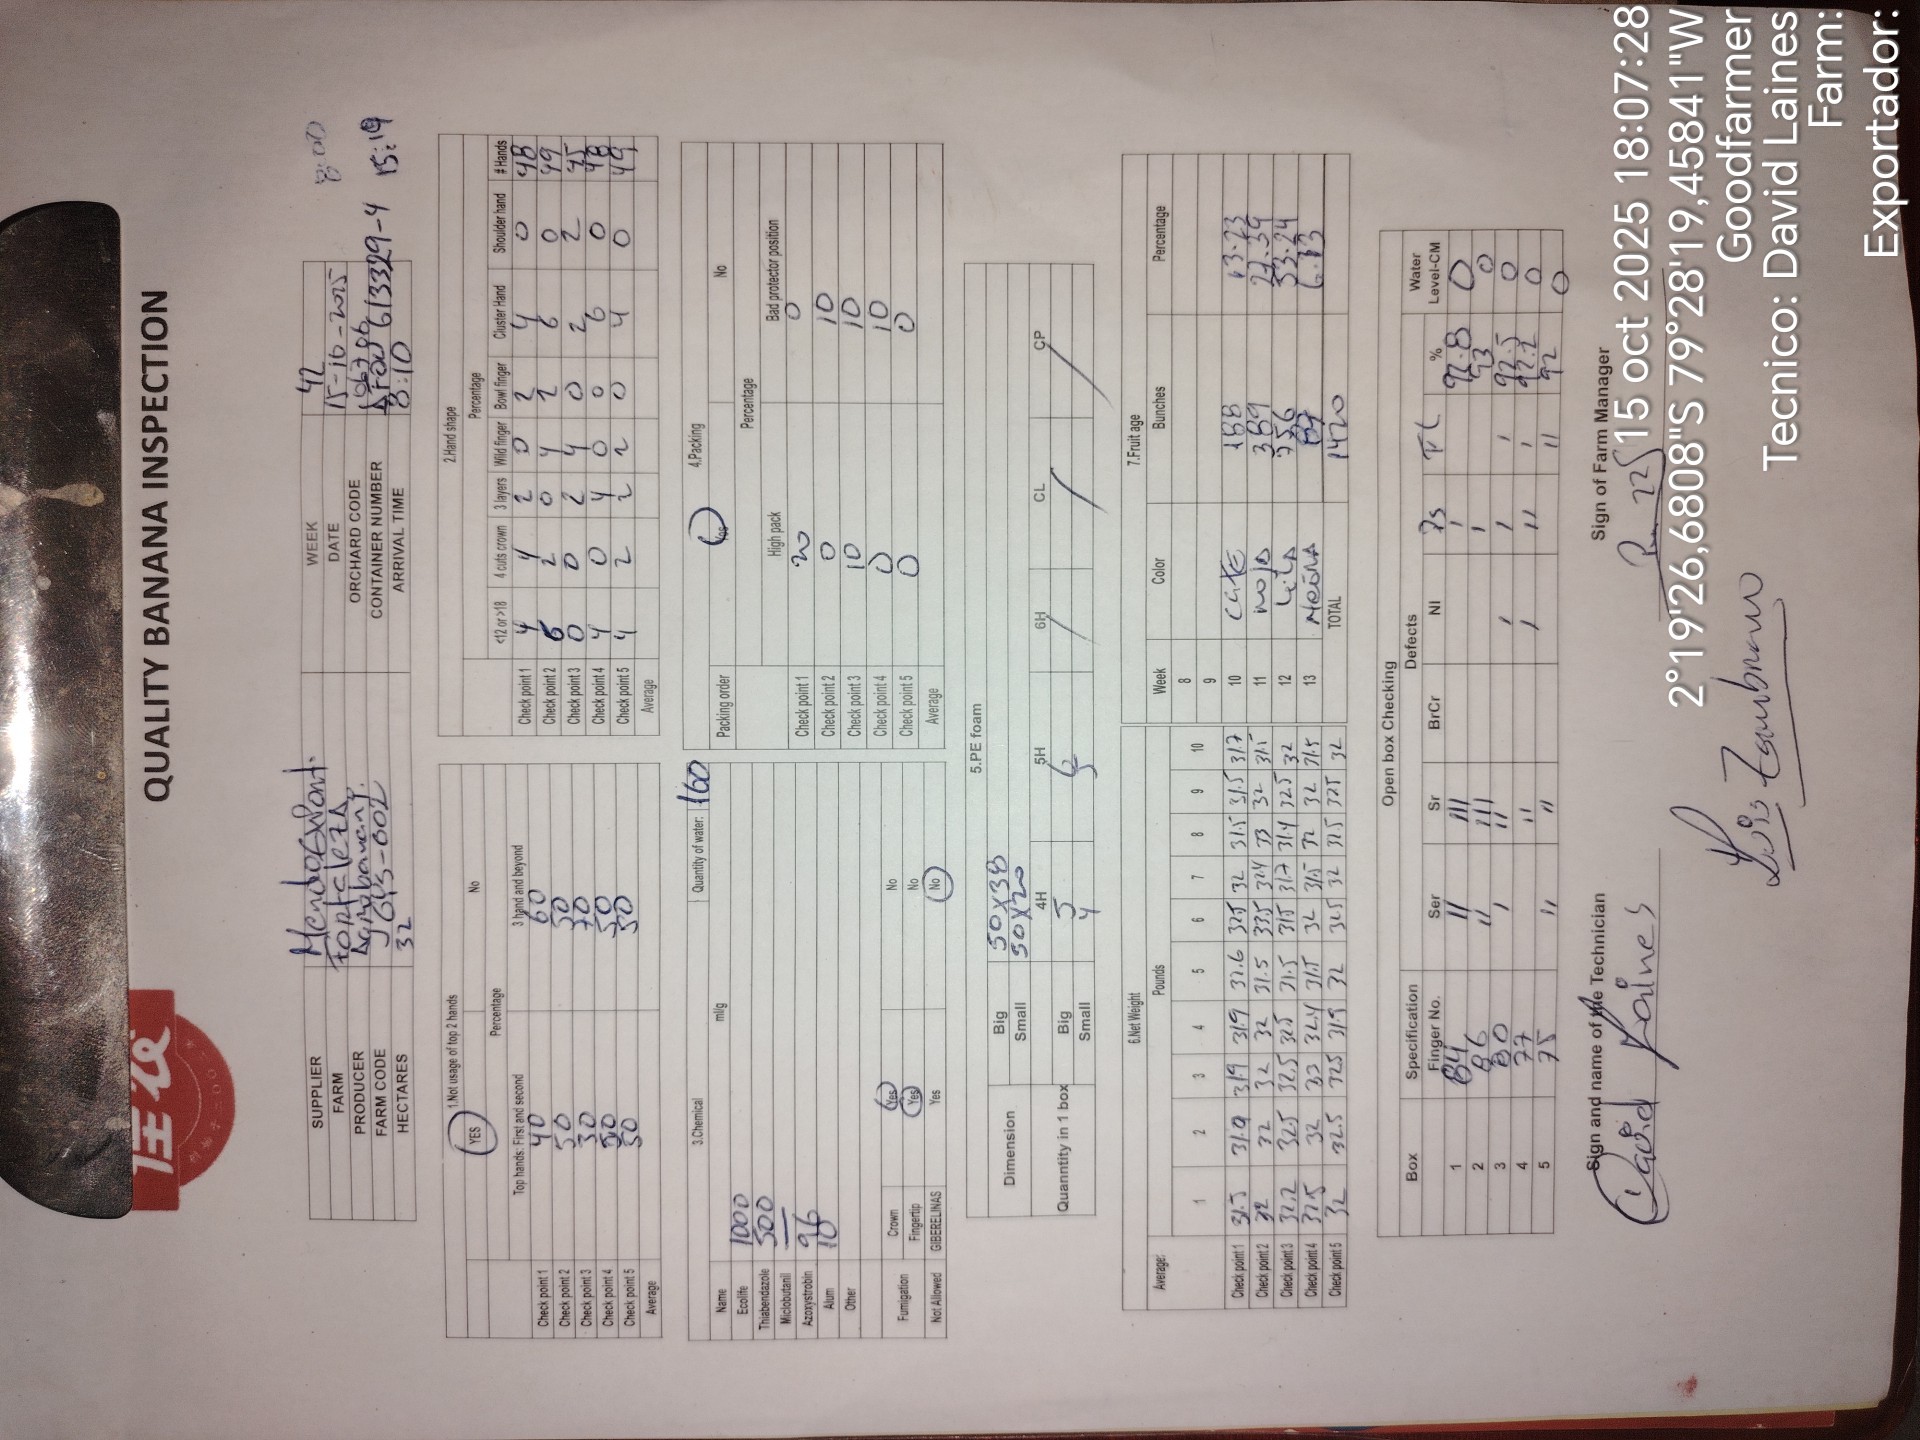 佳农
QUALITY BANANA INSPECTION
SUPPLIER MendoExport. WEEK 42 8:00
FARM FortalezA DATE 15-10-2025
PRODUCER Agrobanany. ORCHARD CODE 106706
FARM CODE GYS-602 CONTAINER NUMBER 613329-4 15:19
HECTARES 32 ARRIVAL TIME 8:10
1.Not usage of top 2 hands
YES No
Percentage
Top hands: First and second 3 hand and beyond
Check point 1 40 60
Check point 2 50 50
Check point 3 30 70
Check point 4 50 50
Check point 5 50 50
Average
2.Hand shape
Percentage
<12 or >18 4 cuts crown 3 layers Wild finger Bowl finger Cluster Hand Shoulder hand # Hands
Check point 1 4 4 2 0 2 4 0 48
Check point 2 6 2 0 4 2 6 0 49
Check point 3 0 0 2 4 0 2 2 45
Check point 4 4 0 4 0 0 6 0 48
Check point 5 4 2 2 2 0 4 0 49
Average
3.Chemical Quantity of water: 160
Name ml/g
Ecolife 1000
Thiabendazole 500
Miclobutanil —
Azoxystrobin 96
Alum 10
Other
Fumigation Crown Yes No
Fingertip Yes No
Not Allowed GIBERELINAS Yes No
4.Packing
Packing order Yes No
Percentage
High pack Bad protector position
Check point 1 20 0
Check point 2 0 10
Check point 3 10 10
Check point 4 0 10
Check point 5 0 0
Average
5.PE foam
Dimension Big 50x38
Small 50x20
Quanntity in 1 box 4H 5H 6H CL CP
Big 5 6 / / /
Small 4 5
6.Net Weight
Average: Pounds
1 2 3 4 5 6 7 8 9 10
Check point 1 31.5 31.9 31.9 31.9 32.6 32.5 32 31.5 31.5 31.7
Check point 2 32 32 32 32 31.5 33.5 32.4 33 32 31.5
Check point 3 32.2 32.5 32.5 32.5 31.5 31.5 31.7 31.4 32.5 32
Check point 4 32.5 32 33 32.4 31.5 32 31.5 32 32 31.5
Check point 5 32 32.5 32.5 31.9 32 32.5 32 32.5 32.5 32
7.Fruit age
Week Color Bunches Percentage
8
9
10 CAFE 188 13.23
11 ROJA 389 27.39
12 LILA 756 53.24
13 NEGRA 87 6.13
TOTAL 1420
Open box Checking
Box Specification Defects Water
Finger No. Ser Sr BrCr NI Ps FL % Level-CM
1 84 // /// / 92.8 0
2 86 // /// / 93 0
3 80 / // / / / 92.5 0
4 77 // / // / 92.2 0
5 75 // // // 92 0
Sign and name of the Technician Sign of Farm Manager
David Laines
Luis Zambrano
15 oct 2025 18:07:28
2°19'26,6808"S 79°28'19,45841"W
Goodfarmer
Tecnico: David Laines
Farm:
Exportador: